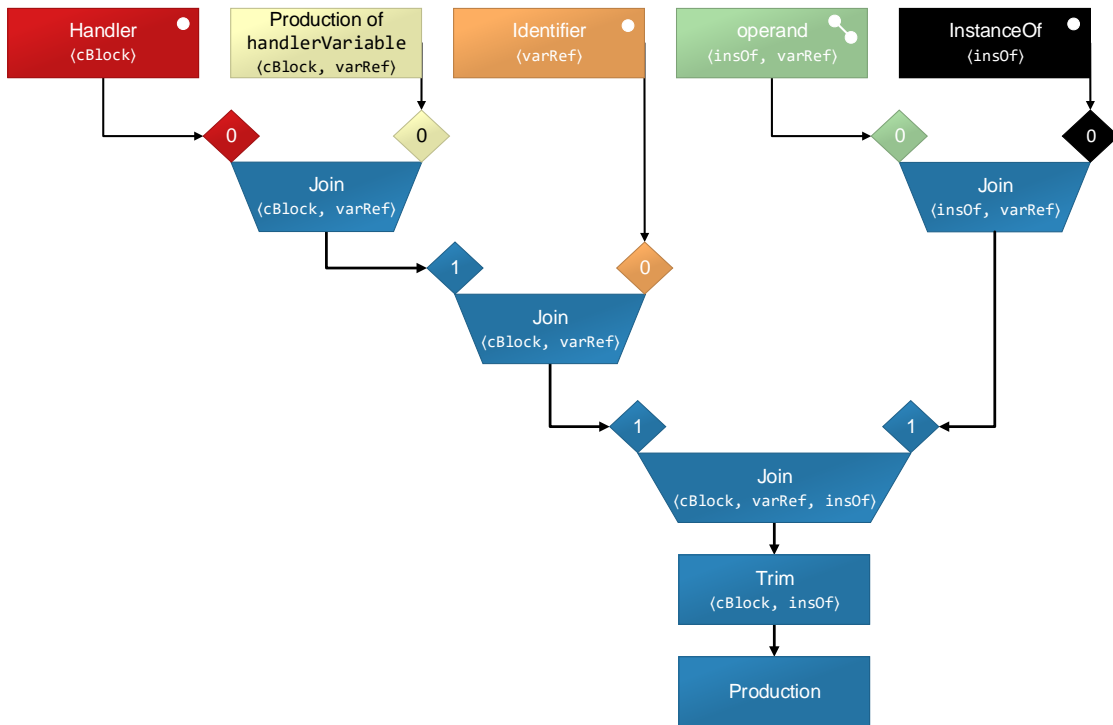 Handler
⟨cBlock⟩
Production of
handlerVariable
⟨cBlock, varRef⟩
Identifier
⟨varRef⟩
operand
⟨insOf, varRef⟩
InstanceOf
⟨insOf⟩
0
0
0
0
Join
⟨cBlock, varRef⟩
Join
⟨insOf, varRef⟩
1
0
Join
⟨cBlock, varRef⟩
1
1
Join
⟨cBlock, varRef, insOf⟩
Trim
⟨cBlock, insOf⟩
Production